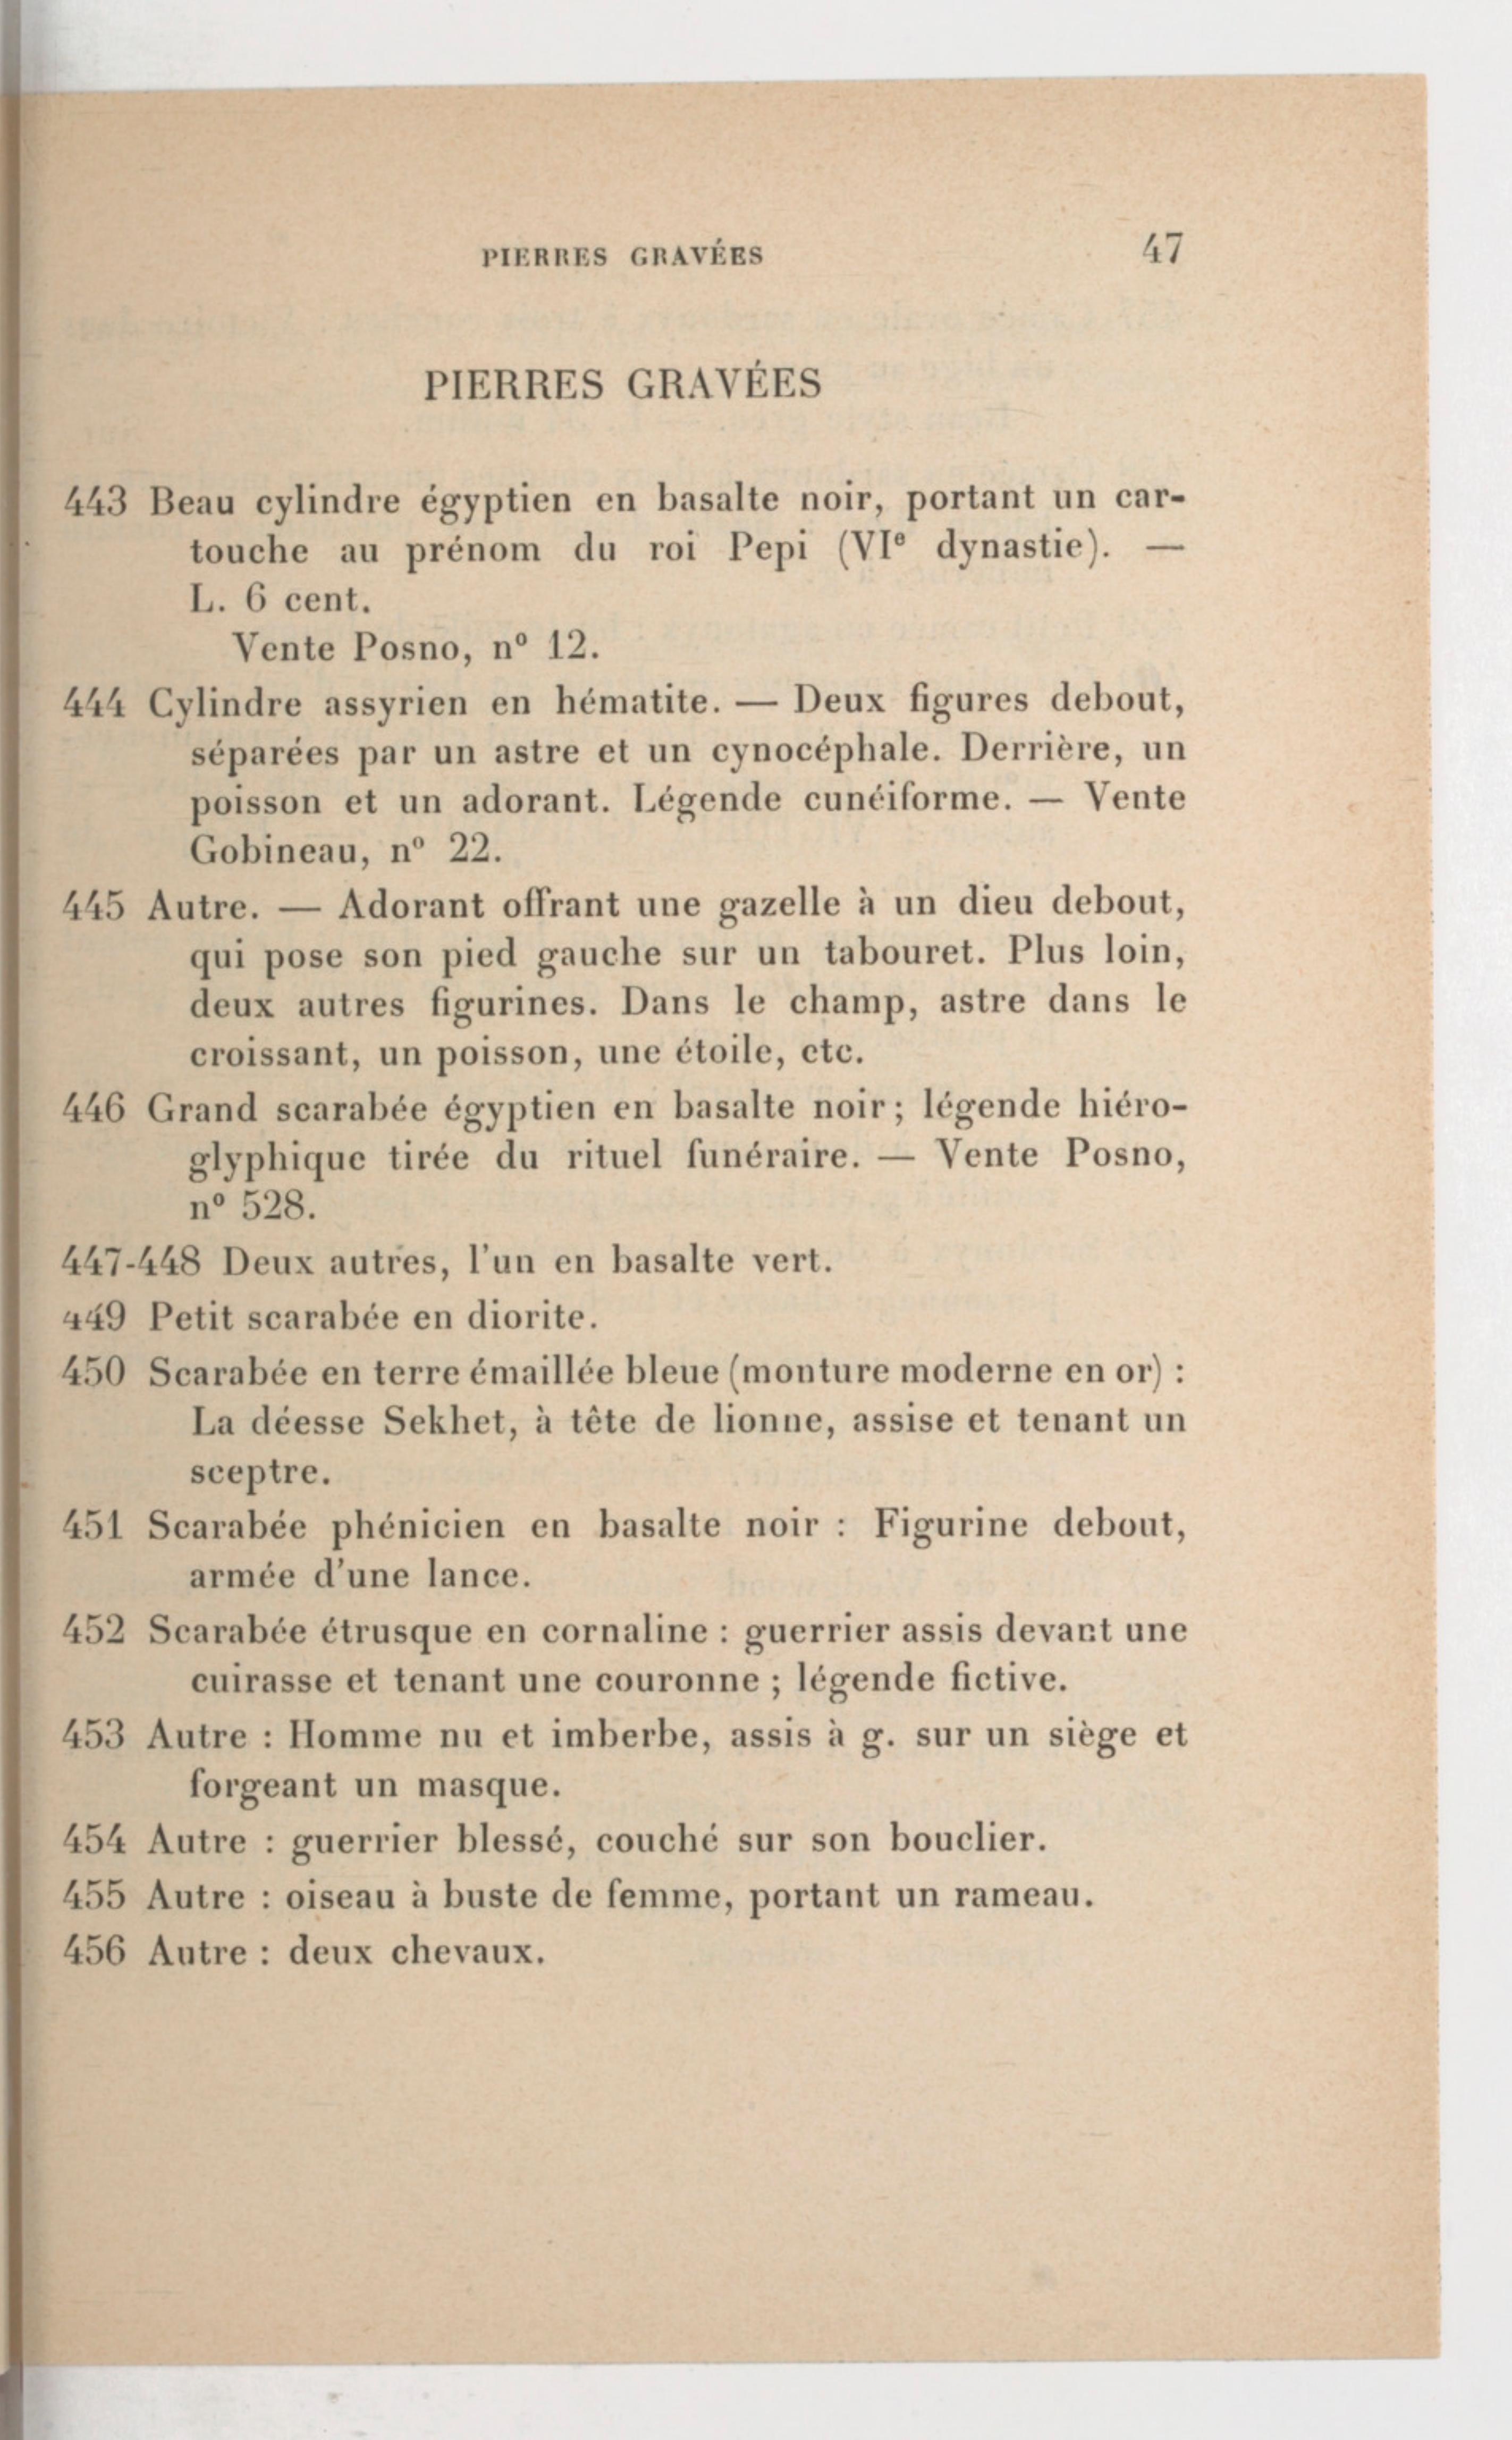 PIERRES GRAVÉES 47
PIERRES GRAVÉES
443 Beau cylindre égyptien en basalte noir, portant un car-
touche au prénom du roi Pepi (VIe dynastie). —
L. 6 cent.
Vente Posno, nº 12.
444 Cylindre assyrien en hématite. — Deux figures debout,
séparées par un astre et un cynocéphale. Derrière, un
poisson et un adorant. Légende cunéiforme. — Vente
Gobineau, nº 22.
445 Autre. — Adorant offrant une gazelle à un dieu debout,
qui pose son pied gauche sur un tabouret. Plus loin,
deux autres figurines. Dans le champ, astre dans le
croissant, un poisson, une étoile, etc.
446 Grand scarabée égyptien en basalte noir; légende hiéro-
glyphique tirée du rituel funéraire. — Vente Posno,
nº 528.
447-448 Deux autres, l'un en basalte vert.
449 Petit scarabée en diorite.
450 Scarabée en terre émaillée bleue (monture moderne en or) :
La déesse Sekhet, à tête de lionne, assise et tenant un
sceptre.
451 Scarabée phénicien en basalte noir : Figurine debout,
armée d'une lance.
452 Scarabée étrusque en cornaline : guerrier assis devant une
cuirasse et tenant une couronne ; légende fictive.
453 Autre : Homme nu et imberbe, assis à g. sur un siège et
forgeant un masque.
454 Autre : guerrier blessé, couché sur son bouclier.
455 Autre : oiseau à buste de femme, portant un rameau.
456 Autre : deux chevaux.